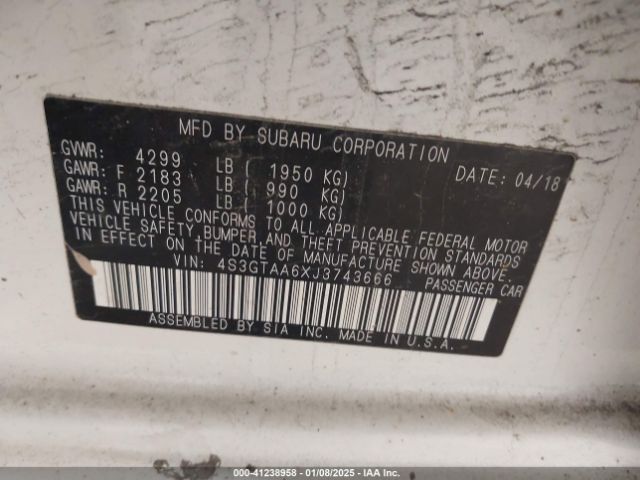 MFD BY SUBARU CORPORATION
GVWR: 4299 LB ( 1950 KG) DATE: 04/18
GAWR: F 2183 LB ( 990 KG)
GAWR: R 2205 LB ( 1000 KG)
THIS VEHICLE CONFORMS TO ALL APPLICABLE FEDERAL MOTOR
VEHICLE SAFETY, BUMPER, AND THEFT PREVENTION STANDARDS
IN EFFECT ON THE DATE OF MANUFACTURE SHOWN ABOVE.
VIN: 4S3GTAA6XJ3743666 PASSENGER CAR
ASSEMBLED BY SIA INC. MADE IN U.S.A.
000-41238958 - 01/08/2025 - IAA Inc.